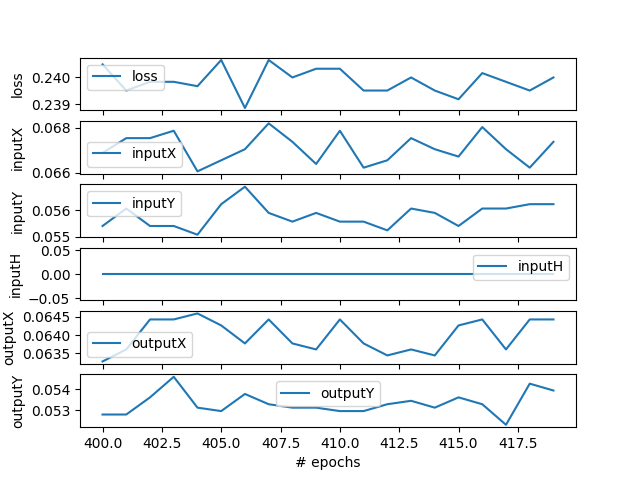 loss
0.240
0.239
loss
inputX
0.068
0.066
inputX
inputY
0.056
0.055
inputY
inputH
0.05
0.00
−0.05
inputH
outputX
0.0645
0.0640
0.0635
outputX
outputY
0.054
0.053
outputY
400.0 402.5 405.0 407.5 410.0 412.5 415.0 417.5
# epochs